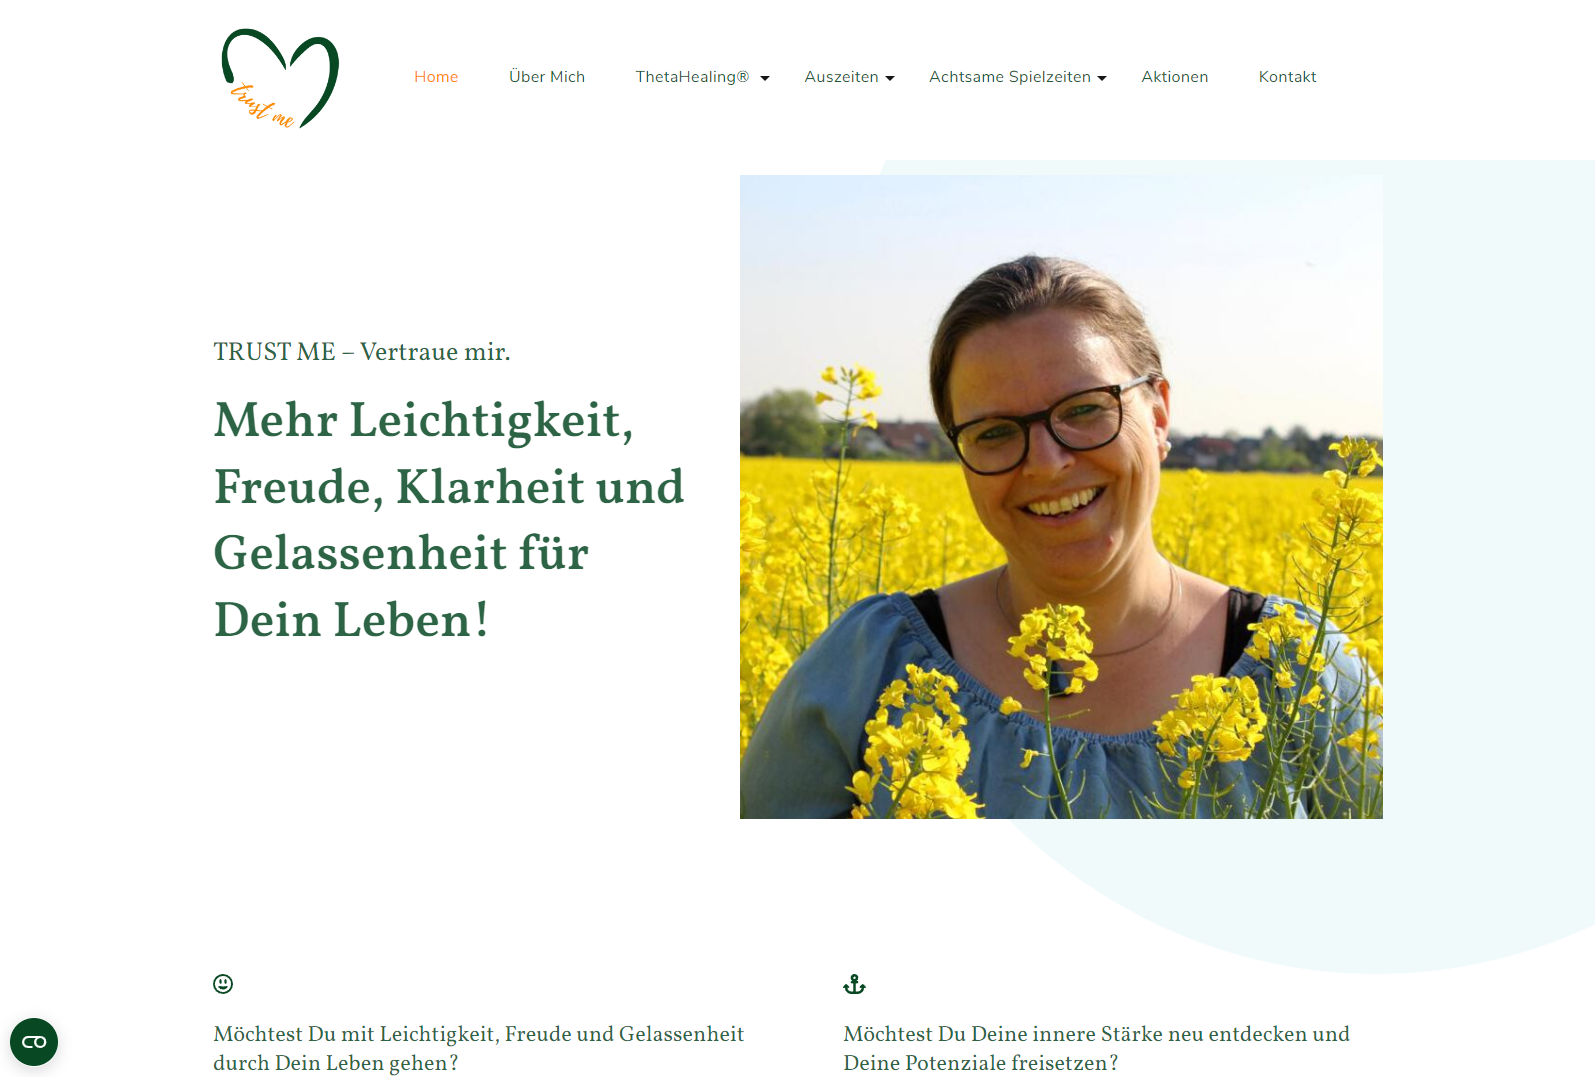 trust me
Home
Über Mich
ThetaHealing®
Auszeiten
Achtsame Spielzeiten
Aktionen
Kontakt
TRUST ME – Vertraue mir.
Mehr Leichtigkeit,
Freude, Klarheit und
Gelassenheit für
Dein Leben!
Möchtest Du mit Leichtigkeit, Freude und Gelassenheit
durch Dein Leben gehen?
Möchtest Du Deine innere Stärke neu entdecken und
Deine Potenziale freisetzen?